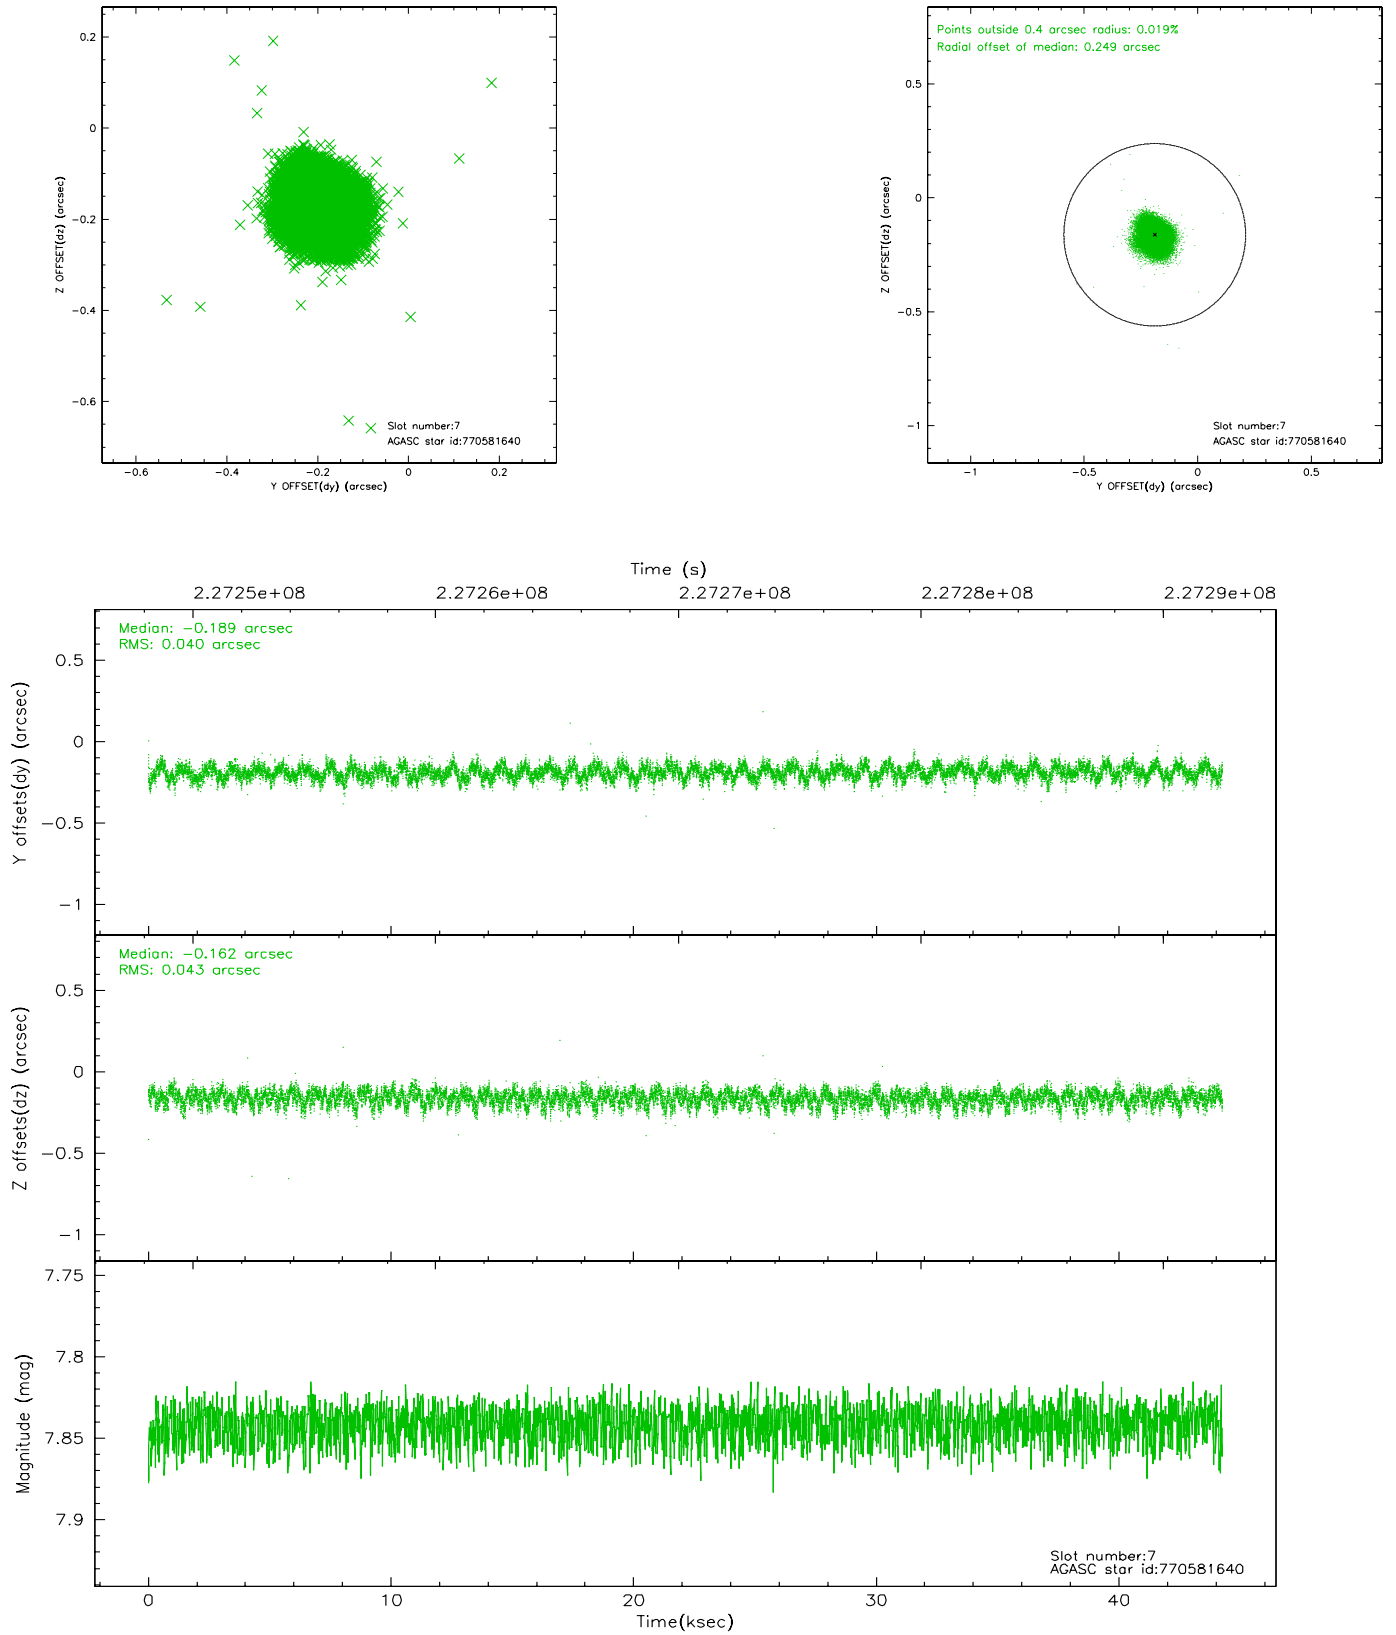 0.2
0
−0.2
−0.4
−0.6
Z OFFSET(dz) (arcsec)
Slot number:7
AGASC star id:770581640
−0.6 −0.4 −0.2 0 0.2
Y OFFSET(dy) (arcsec)
Points outside 0.4 arcsec radius: 0.019%
Radial offset of median: 0.249 arcsec
0.5
0
−0.5
−1
Z OFFSET(dz) (arcsec)
Slot number:7
AGASC star id:770581640
−1 −0.5 0 0.5
Y OFFSET(dy) (arcsec)
Time (s)
2.2725e+08 2.2726e+08 2.2727e+08 2.2728e+08 2.2729e+08
Median: −0.189 arcsec
RMS: 0.040 arcsec
0.5
0
−0.5
−1
Y offsets(dy) (arcsec)
Median: −0.162 arcsec
RMS: 0.043 arcsec
0.5
0
−0.5
−1
Z offsets(dz) (arcsec)
7.75
7.8
7.85
7.9
Magnitude (mag)
Slot number:7
AGASC star id:770581640
0 10 20 30 40
Time(ksec)